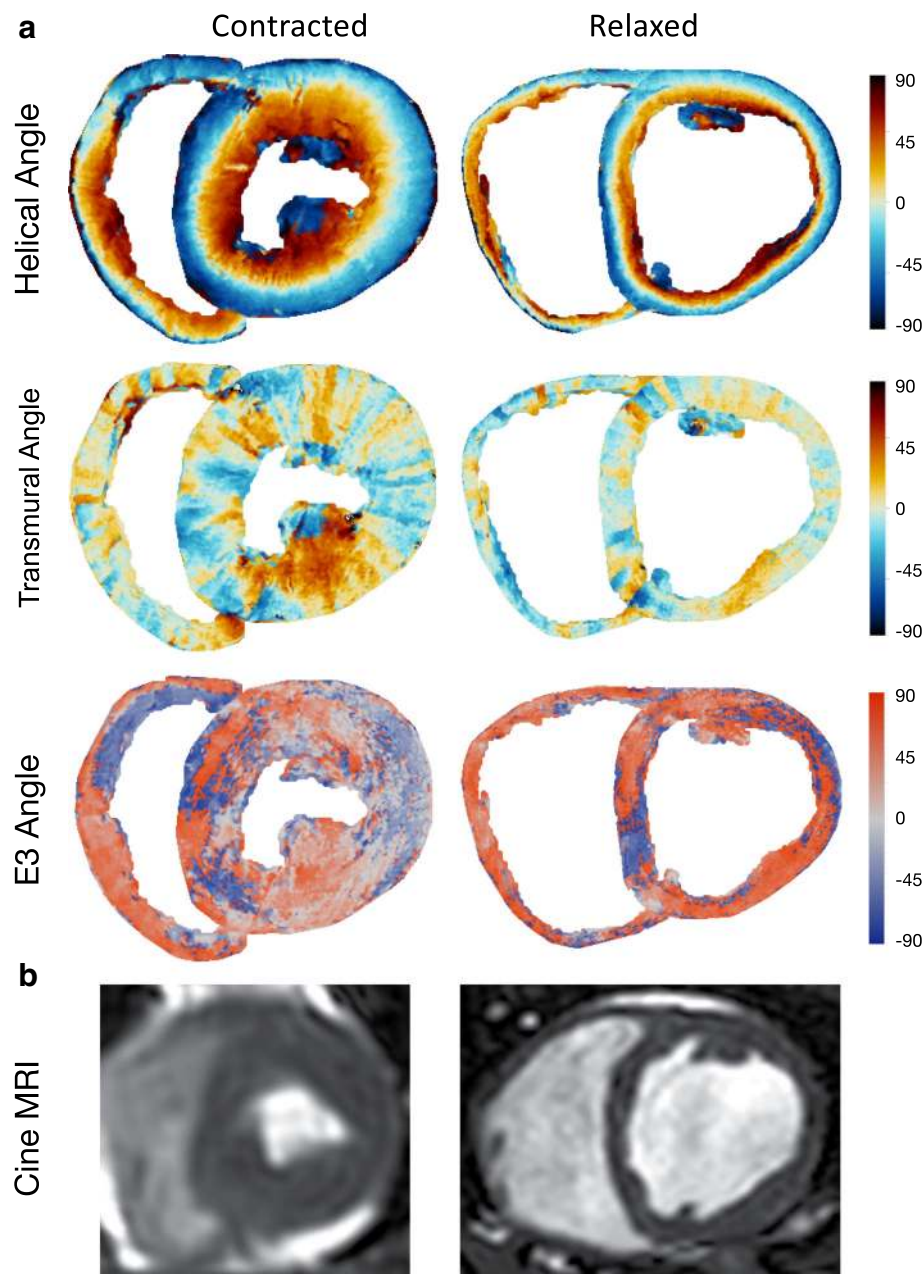 a
Contracted
Relaxed
Helical Angle
90
45
0
-45
-90
Transmural Angle
90
45
0
-45
-90
E3 Angle
90
45
0
-45
-90
b
Cine MRI